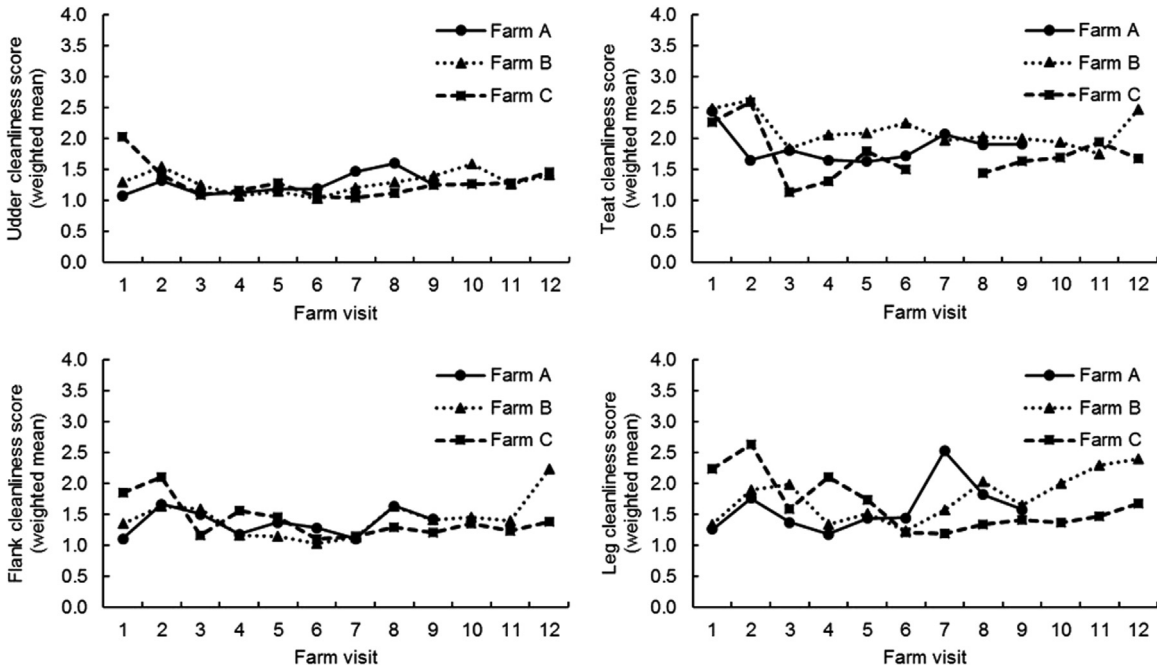 Udder cleanliness score
(weighted mean)
4.0
3.5
3.0
2.5
2.0
1.5
1.0
0.5
0.0
Farm A
Farm B
Farm C
1 2 3 4 5 6 7 8 9 10 11 12
Farm visit
Teat cleanliness score
(weighted mean)
4.0
3.5
3.0
2.5
2.0
1.5
1.0
0.5
0.0
Farm A
Farm B
Farm C
1 2 3 4 5 6 7 8 9 10 11 12
Farm visit
Flank cleanliness score
(weighted mean)
4.0
3.5
3.0
2.5
2.0
1.5
1.0
0.5
0.0
Farm A
Farm B
Farm C
1 2 3 4 5 6 7 8 9 10 11 12
Farm visit
Leg cleanliness score
(weighted mean)
4.0
3.5
3.0
2.5
2.0
1.5
1.0
0.5
0.0
Farm A
Farm B
Farm C
1 2 3 4 5 6 7 8 9 10 11 12
Farm visit